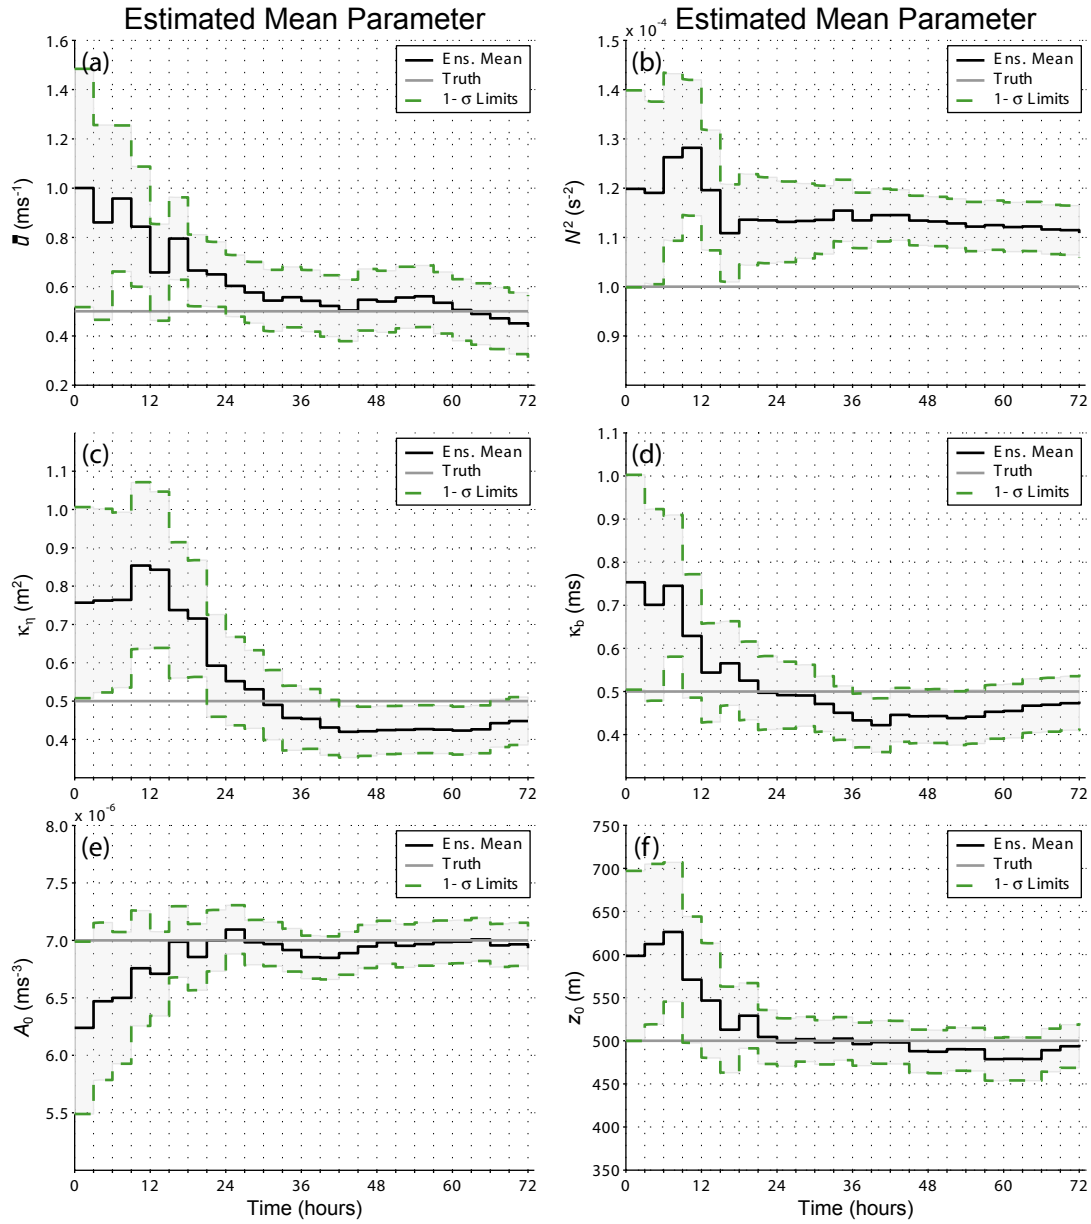 Estimated Mean Parameter
Estimated Mean Parameter
(a)
Ens. Mean
Truth
1- σ Limits
1.6
1.4
1.2
1.0
0.8
0.6
0.4
0.2
ū (ms⁻¹)
0 12 24 36 48 60 72
x 10⁻⁴
(b)
Ens. Mean
Truth
1- σ Limits
1.5
1.4
1.3
1.2
1.1
1.0
0.9
0.8
N² (s⁻²)
0 12 24 36 48 60 72
(c)
Ens. Mean
Truth
1- σ Limits
1.1
1.0
0.9
0.8
0.7
0.6
0.5
0.4
κ_η (m²)
0 12 24 36 48 60 72
(d)
Ens. Mean
Truth
1- σ Limits
1.1
1.0
0.9
0.8
0.7
0.6
0.5
0.4
κ_b (ms)
0 12 24 36 48 60 72
x 10⁻⁶
(e)
Ens. Mean
Truth
1- σ Limits
8.0
7.5
7.0
6.5
6.0
5.5
A₀ (ms⁻³)
0 12 24 36 48 60 72
Time (hours)
(f)
Ens. Mean
Truth
1- σ Limits
750
700
650
600
550
500
450
400
350
z₀ (m)
0 12 24 36 48 60 72
Time (hours)